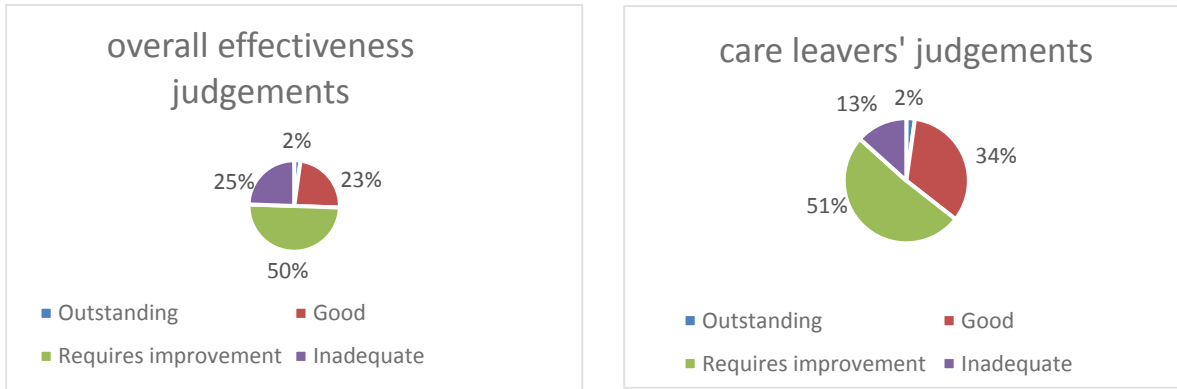 overall effectiveness
judgements
2%
23%
25%
50%
Outstanding
Good
Requires improvement
Inadequate
care leavers' judgements
2%
13%
34%
51%
Outstanding
Good
Requires improvement
Inadequate